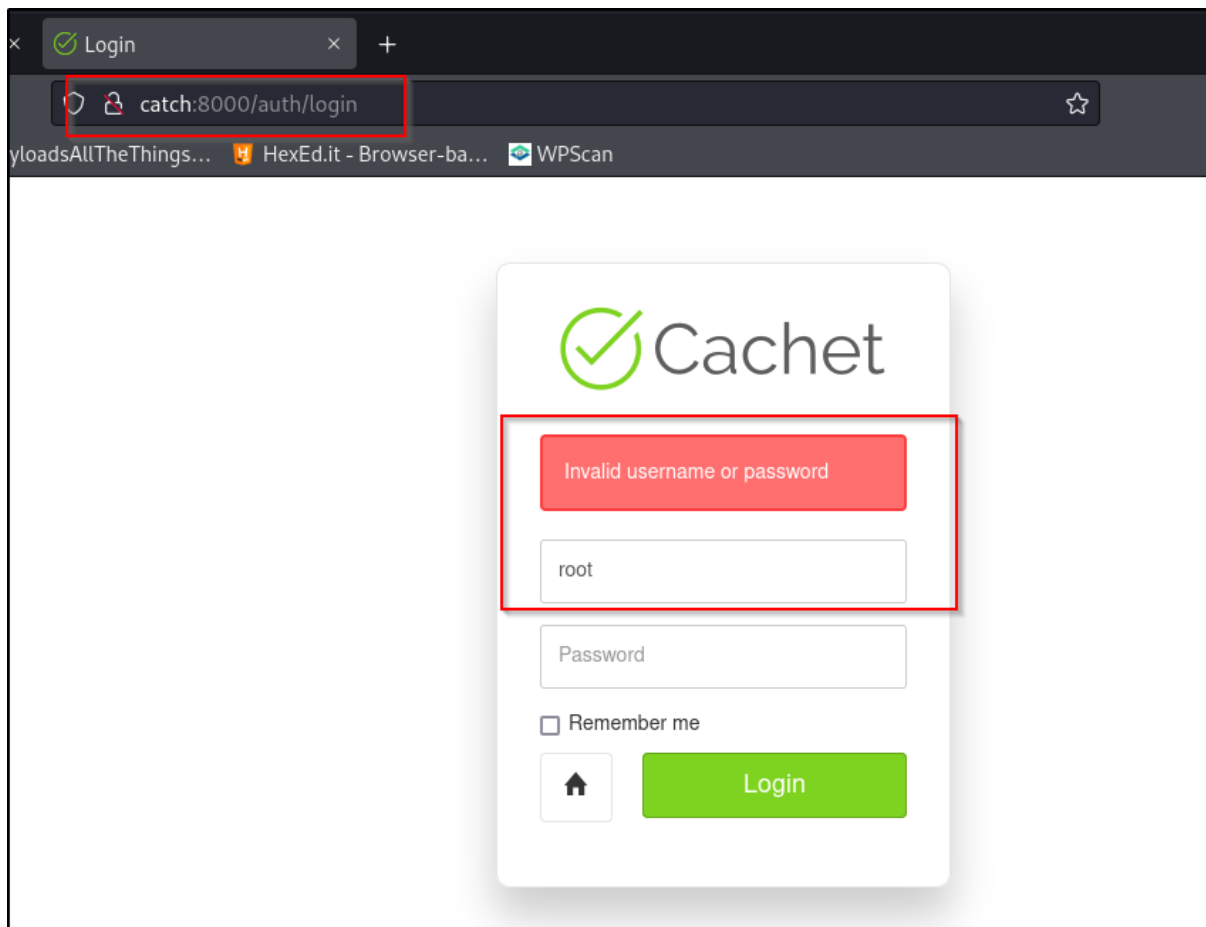 Login
catch:8000/auth/login
yloadsAllTheThings... HexEd.it - Browser-ba... WPScan
Cachet
Invalid username or password
root
Password
Remember me
Login